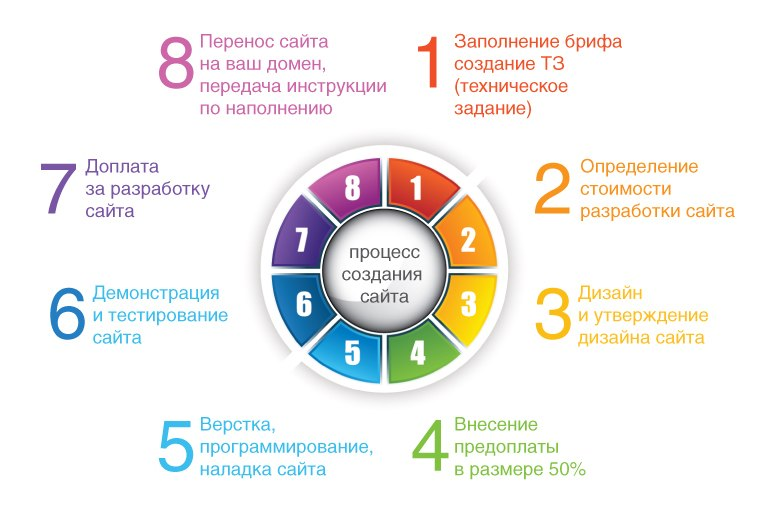 1
Заполнение брифа
создание ТЗ
(техническое
задание)
2
Определение
стоимости
разработки сайта
3
Дизайн
и утверждение
дизайна сайта
4
Внесение
предоплаты
в размере 50%
5
Верстка,
программирование,
наладка сайта
6
Демонстрация
и тестирование
сайта
7
Доплата
за разработку
сайта
8
Перенос сайта
на ваш домен,
передача инструкции
по наполнению
процесс
создания
сайта
1
2
3
4
5
6
7
8